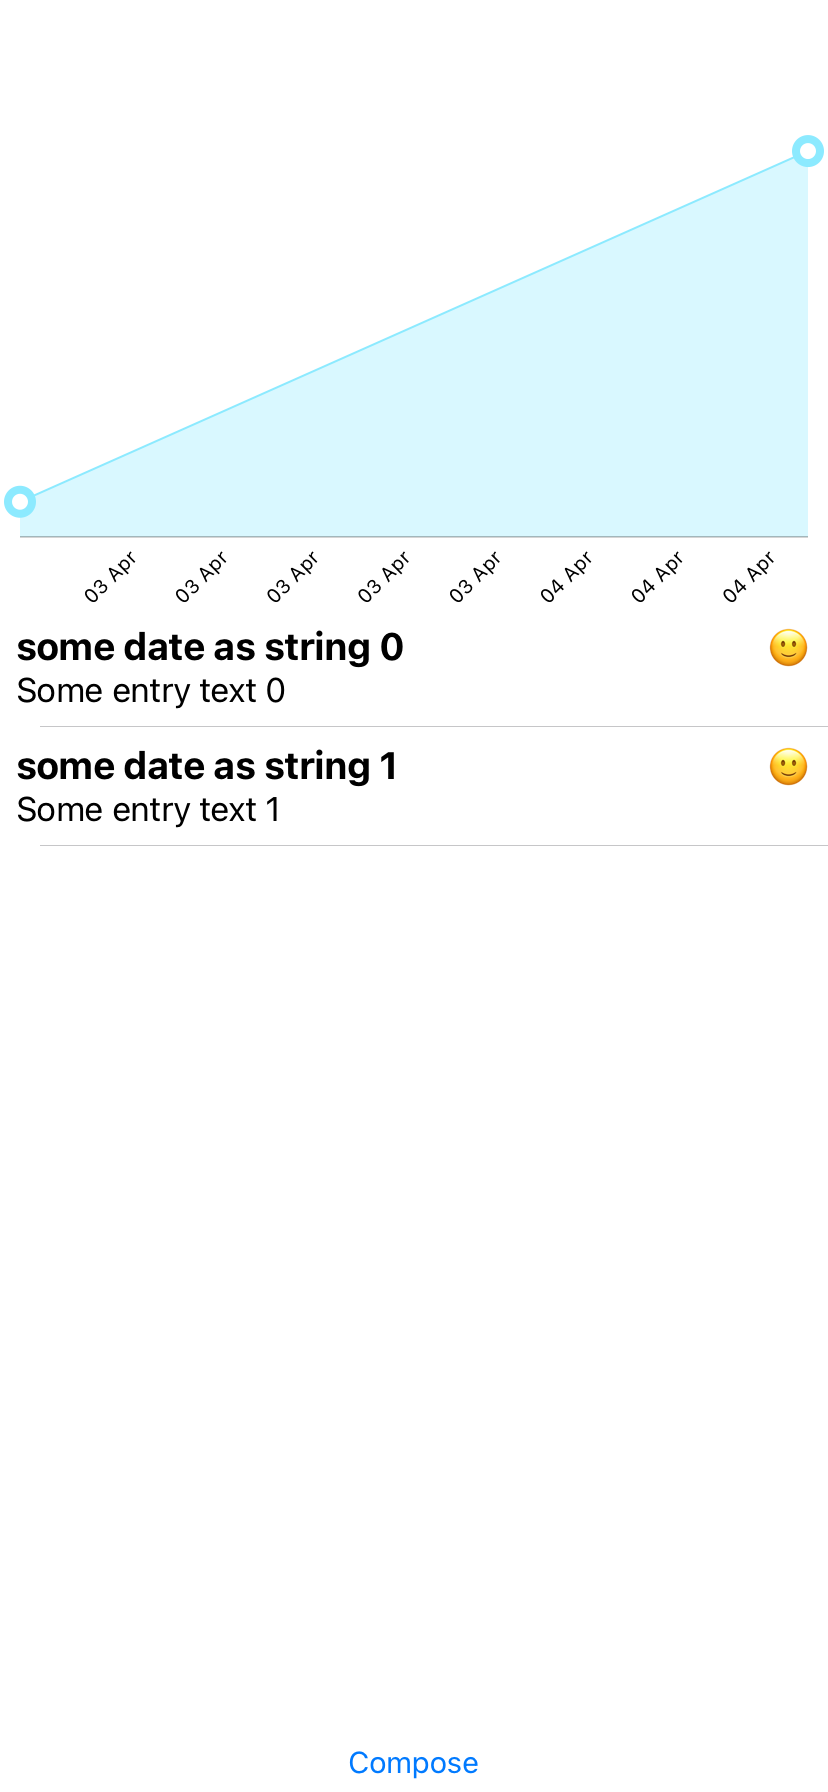 03 Apr 03 Apr 03 Apr 03 Apr 03 Apr 04 Apr 04 Apr 04 Apr
some date as string 0
Some entry text 0
some date as string 1
Some entry text 1
Compose